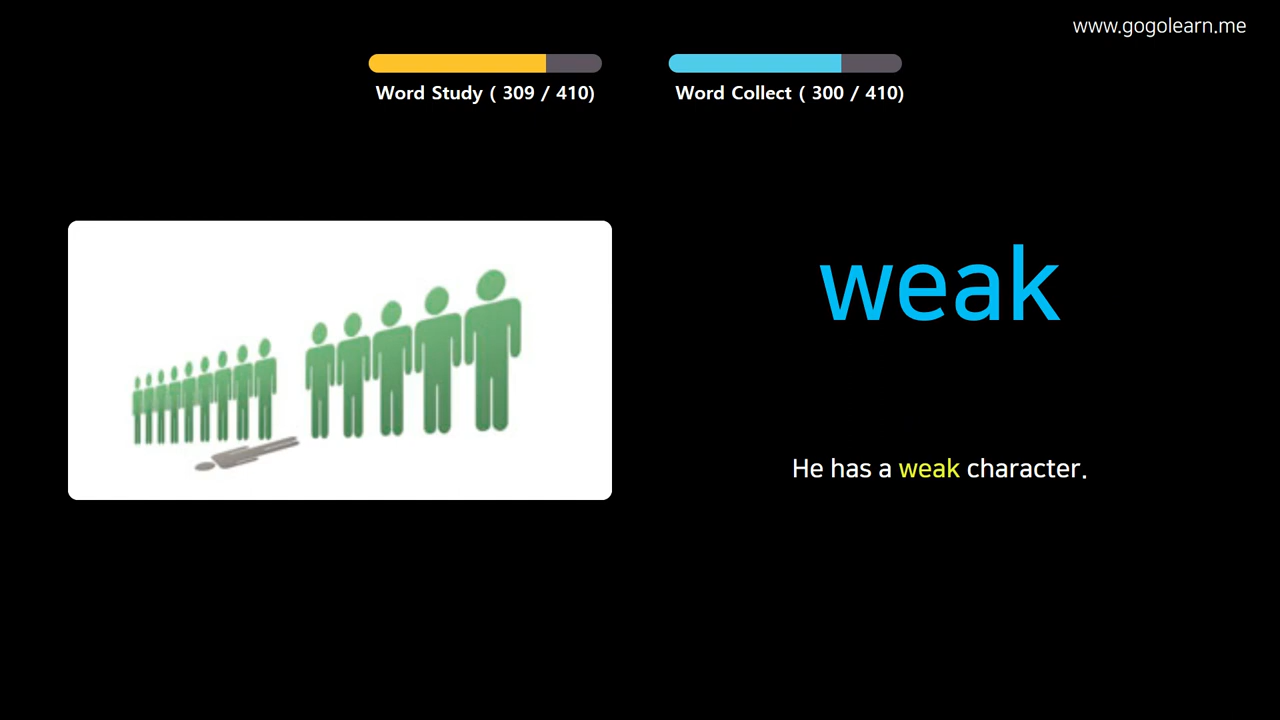 www.gogolearn.me
Word Study ( 309 / 410)
Word Collect ( 300 / 410)
weak
He has a weak character.